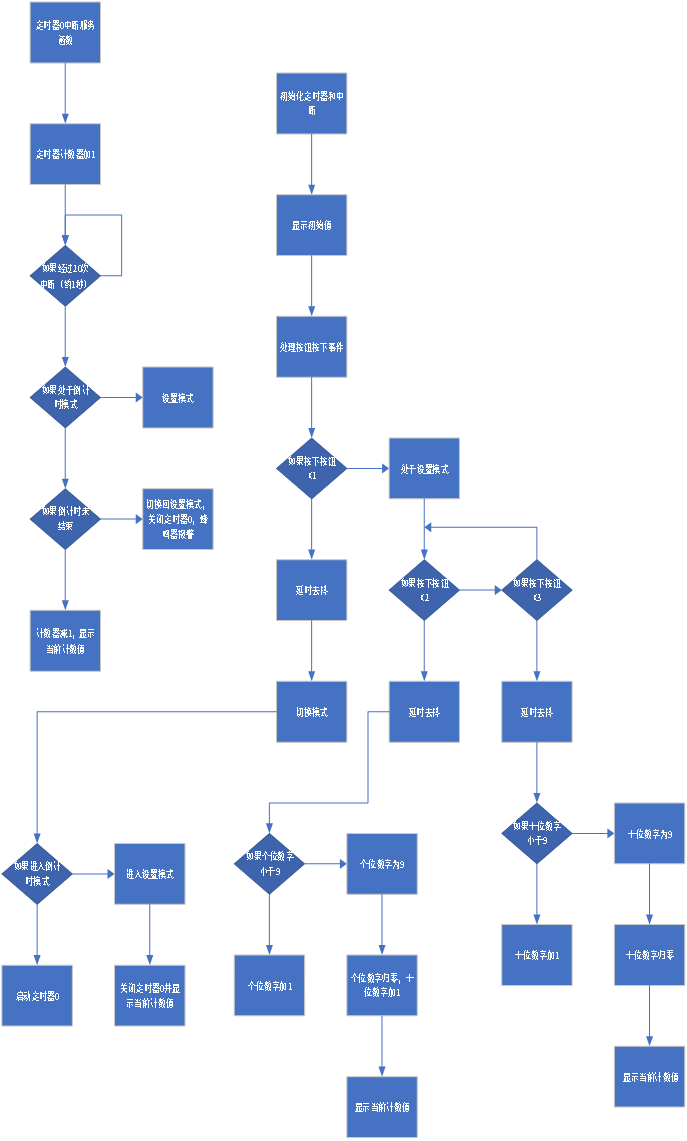 定时器0中断服务
函数
定时器计数器加1
如果经过20次
中断（约1秒）
如果处于倒计
时模式
设置模式
如果倒计时未
结束
切换回设置模式，
关闭定时器0，蜂
鸣器报警
计数器减1，显示
当前计数值
初始化定时器和中
断
显示初始值
处理按钮按下事件
如果按下按钮
K1
处于设置模式
延时去抖
如果按下按钮
K2
如果按下按钮
K3
切换模式
延时去抖
延时去抖
如果进入倒计
时模式
进入设置模式
启动定时器0
关闭定时器0并显
示当前计数值
如果个位数字
小于9
个位数字为9
个位数字加1
个位数字归零，十
位数字加1
显示当前计数值
如果十位数字
小于9
十位数字为9
十位数字加1
十位数字归零
显示当前计数值